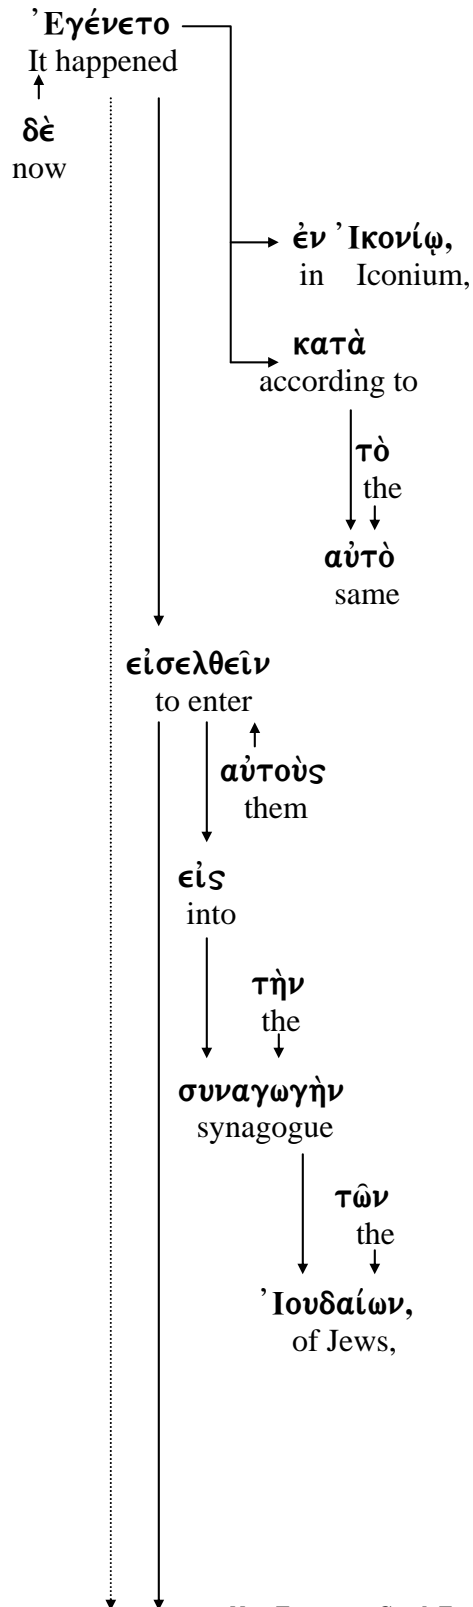 Ἐγένετο
It happened
δὲ
now
ἐν Ἰκονίῳ,
in Iconium,
κατὰ
according to
τὸ
the
αὐτὸ
same
εἰσελθεῖν
to enter
αὐτοὺς
them
εἰς
into
τὴν
the
συναγωγὴν
synagogue
τῶν
the
Ἰουδαίων,
of Jews,